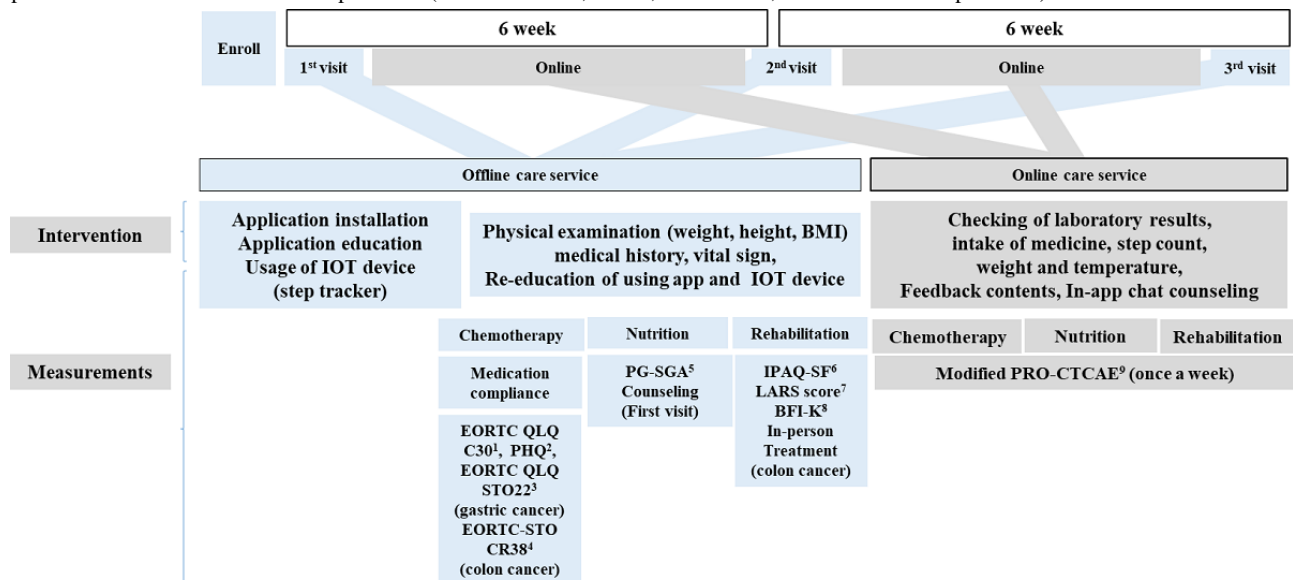 6 week
6 week
Enroll
1st visit
Online
2nd visit
Online
3rd visit
Offline care service
Online care service
Intervention
Application installation
Application education
Usage of IOT device
(step tracker)
Physical examination (weight, height, BMI)
medical history, vital sign,
Re-education of using app and IOT device
Checking of laboratory results,
intake of medicine, step count,
weight and temperature,
Feedback contents, In-app chat counseling
Measurements
Chemotherapy
Medication
compliance
EORTC QLQ
C30¹, PHQ²,
EORTC QLQ
STO22³
(gastric cancer)
EORTC-STO
CR38⁴
(colon cancer)
Nutrition
PG-SGA⁵
Counseling
(First visit)
Rehabilitation
IPAQ-SF⁶
LARS score⁷
BFI-K⁸
In-person
Treatment
(colon cancer)
Chemotherapy
Nutrition
Rehabilitation
Modified PRO-CTCAE⁹ (once a week)